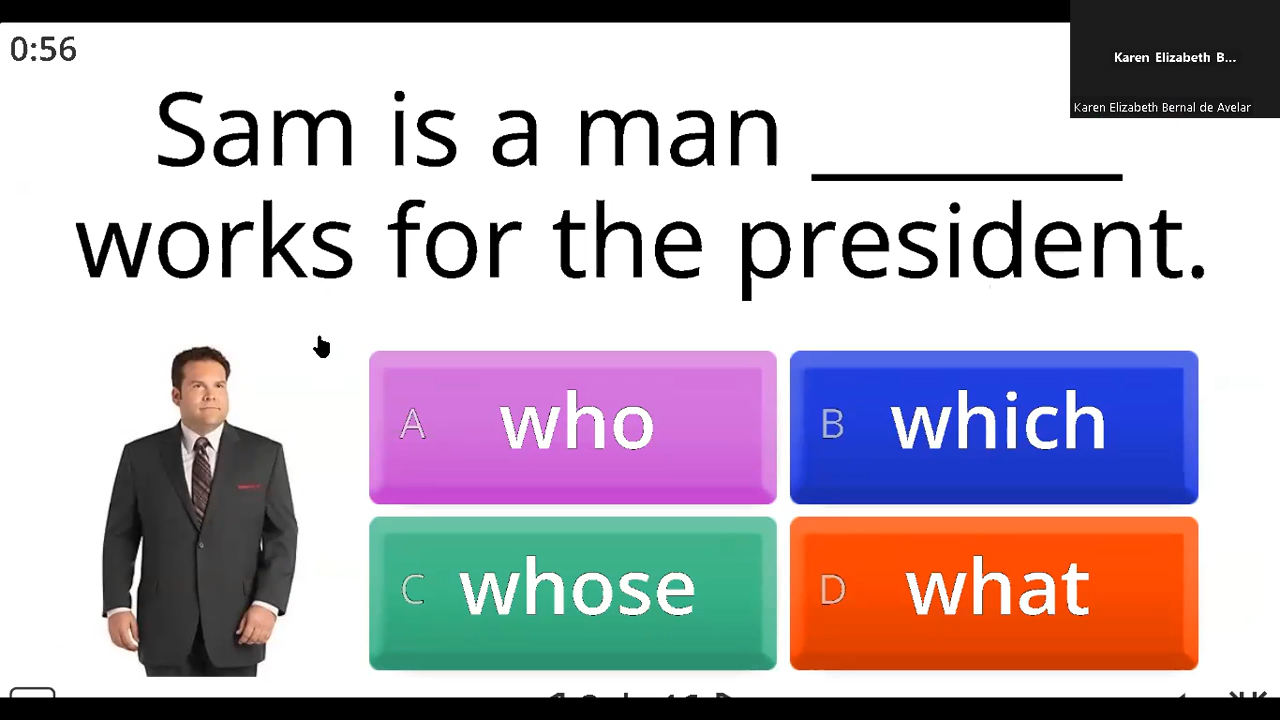 0:56
Karen Elizabeth B...
Karen Elizabeth Bernal de Avelar
Sam is a man ________
works for the president.
A who
B which
C whose
D what